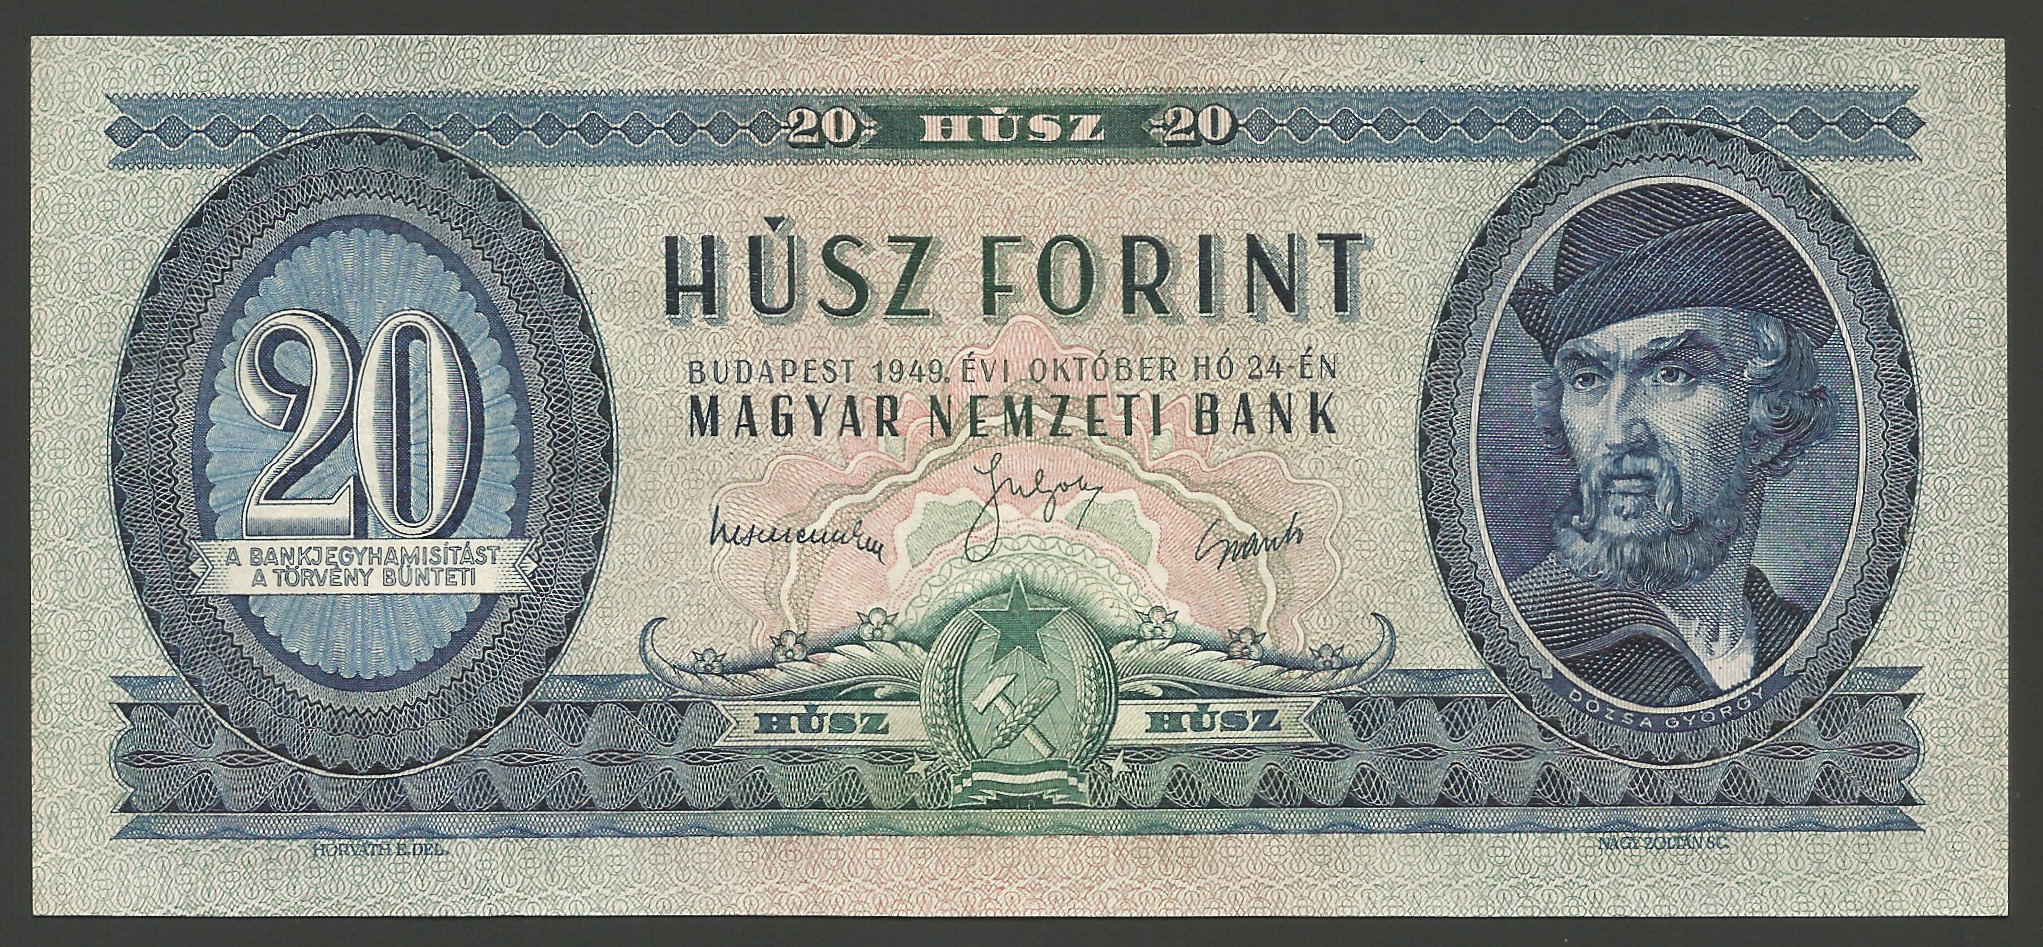 20 HÚSZ 20
HÚSZ FORINT
BUDAPEST 1949. ÉVI OKTÓBER HÓ 24-ÉN
MAGYAR NEMZETI BANK
20
A BANKJEGYHAMISÍTÁST
A TÖRVÉNY BÜNTETI
HÚSZ HÚSZ
DÓZSA GYÖRGY
HORVÁTH E. DEL.
NAGY ZOLTÁN SC.